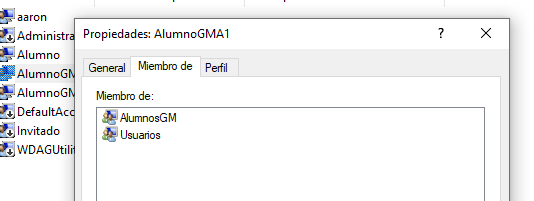 aaron
Administra
Alumno
AlumnoGM
AlumnoGM
DefaultAcc
Invitado
WDAGUtilit
Propiedades: AlumnoGMA1
?
General
Miembro de
Perfil
Miembro de:
AlumnosGM
Usuarios